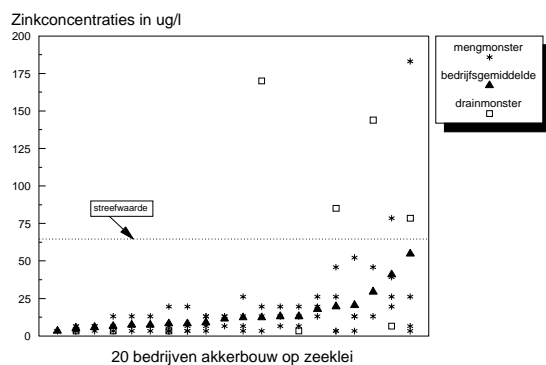 Zinkconcentraties in ug/l
200
175
150
125
100
75
50
25
0
streefwaarde
mengmonster
bedrijfsgemiddelde
drainmonster
20 bedrijven akkerbouw op zeeklei